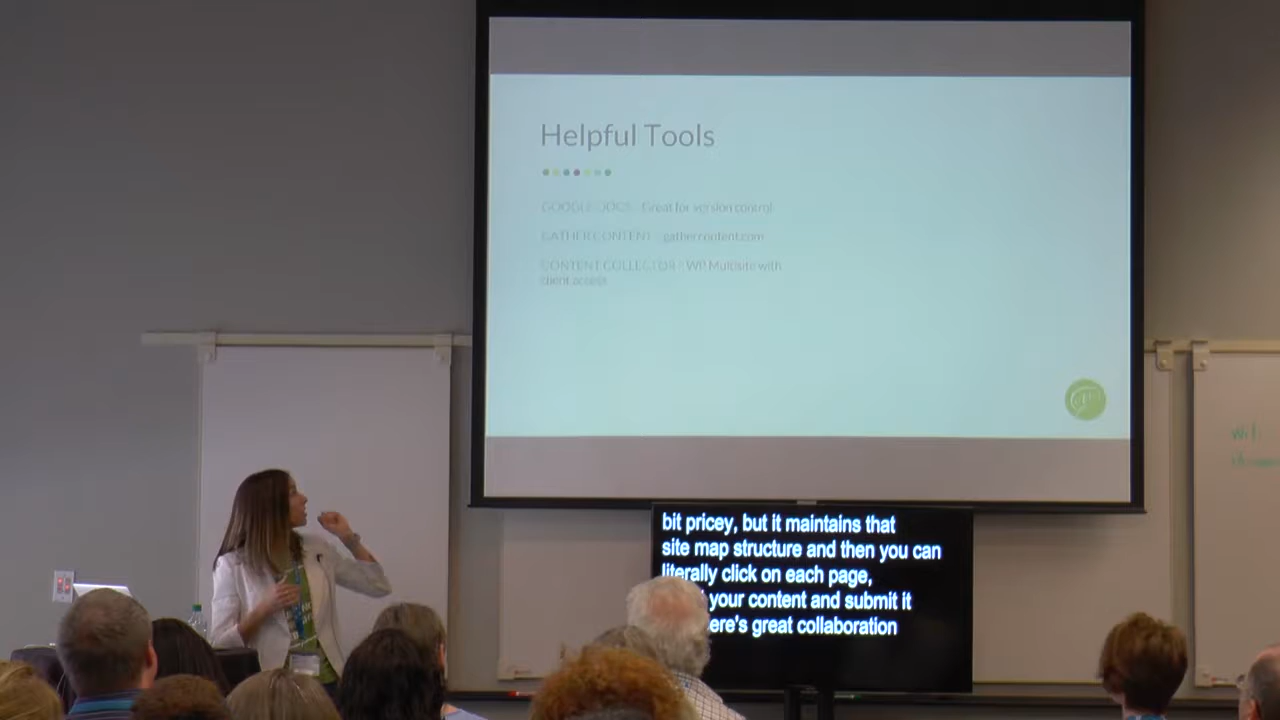 Helpful Tools
GOOGLE DOCS - Great for version control
GATHER CONTENT - gathercontent.com
CONTENT COLLECTOR - WP Multisite with
client access
bit pricey, but it maintains that
site map structure and then you can
literally click on each page,
your content and submit it
ere's great collaboration